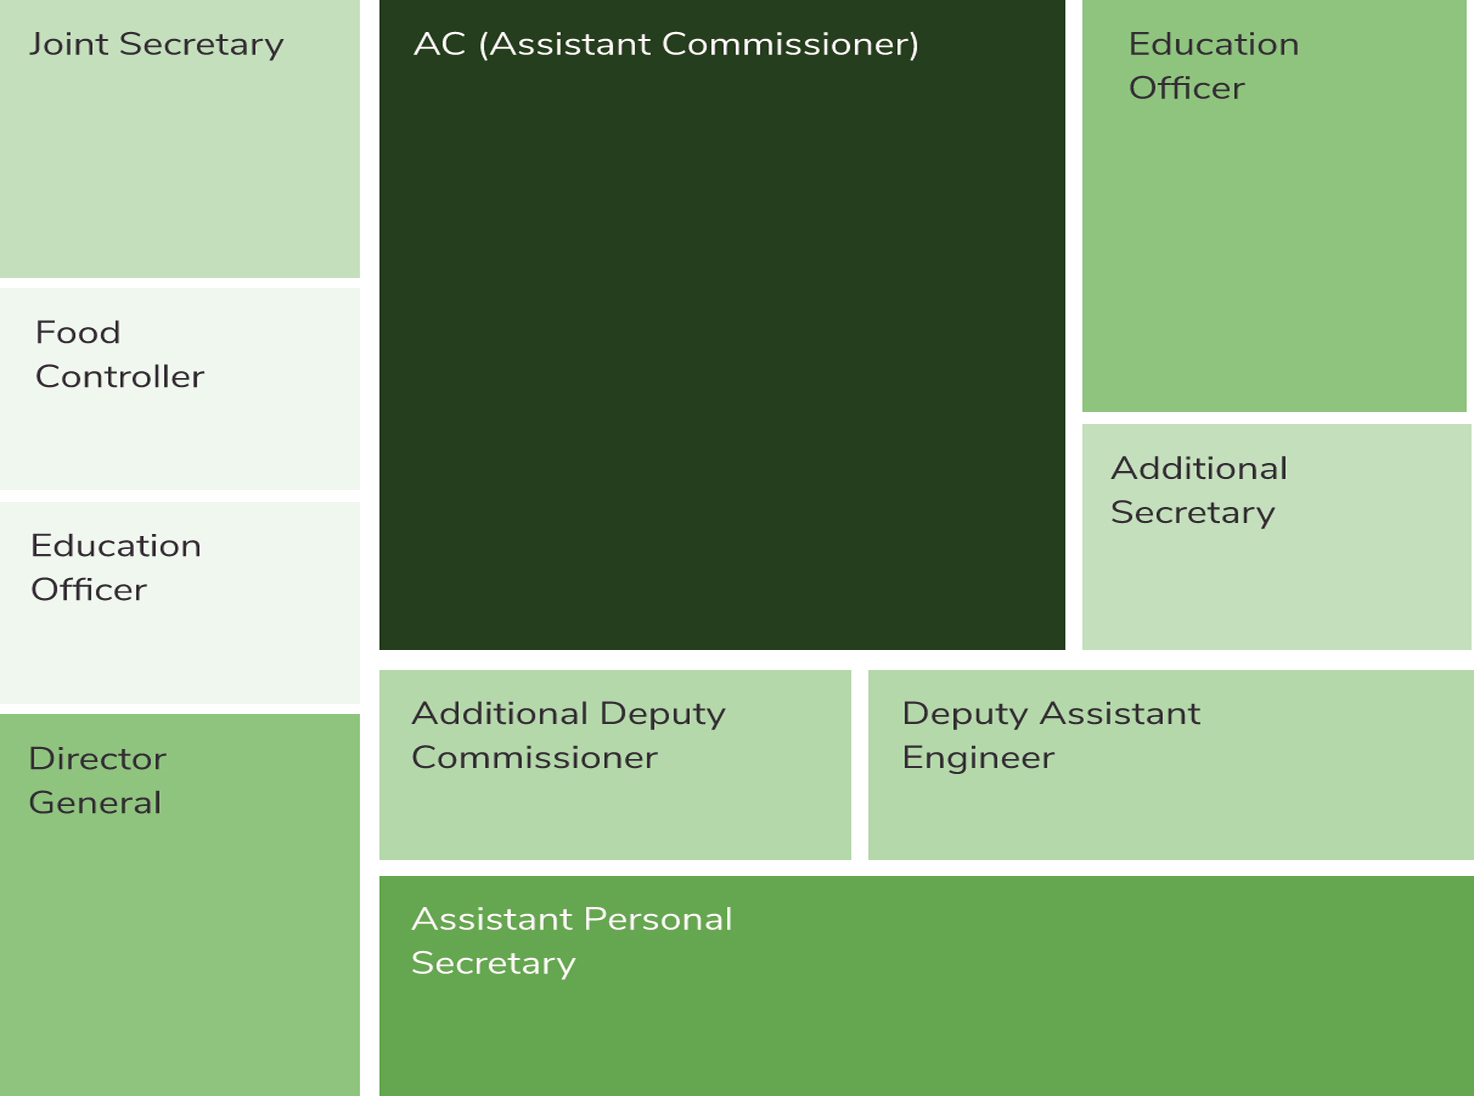 Joint Secretary
Food
Controller
Education
Officer
Director
General
AC (Assistant Commissioner)
Education
Officer
Additional
Secretary
Additional Deputy
Commissioner
Deputy Assistant
Engineer
Assistant Personal
Secretary